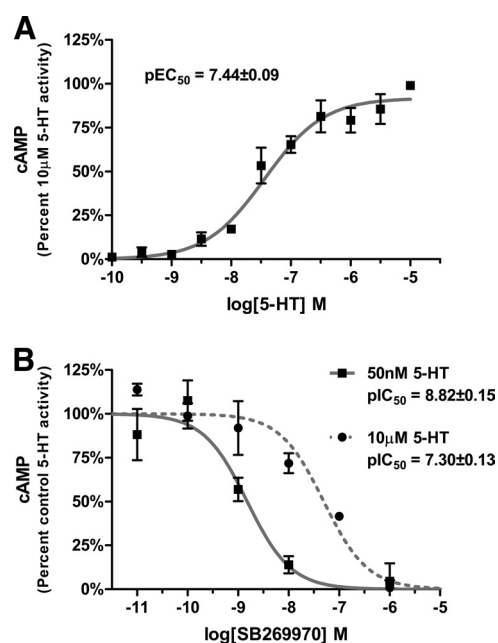 A
125%
100%
75%
50%
25%
0%
cAMP
(Percent 10μM 5-HT activity)
pEC50 = 7.44±0.09
-10 -9 -8 -7 -6 -5
log[5-HT] M
B
125%
100%
75%
50%
25%
0%
cAMP
(Percent control 5-HT activity)
50nM 5-HT
pIC50 = 8.82±0.15
10μM 5-HT
pIC50 = 7.30±0.13
-11 -10 -9 -8 -7 -6 -5
log[SB269970] M